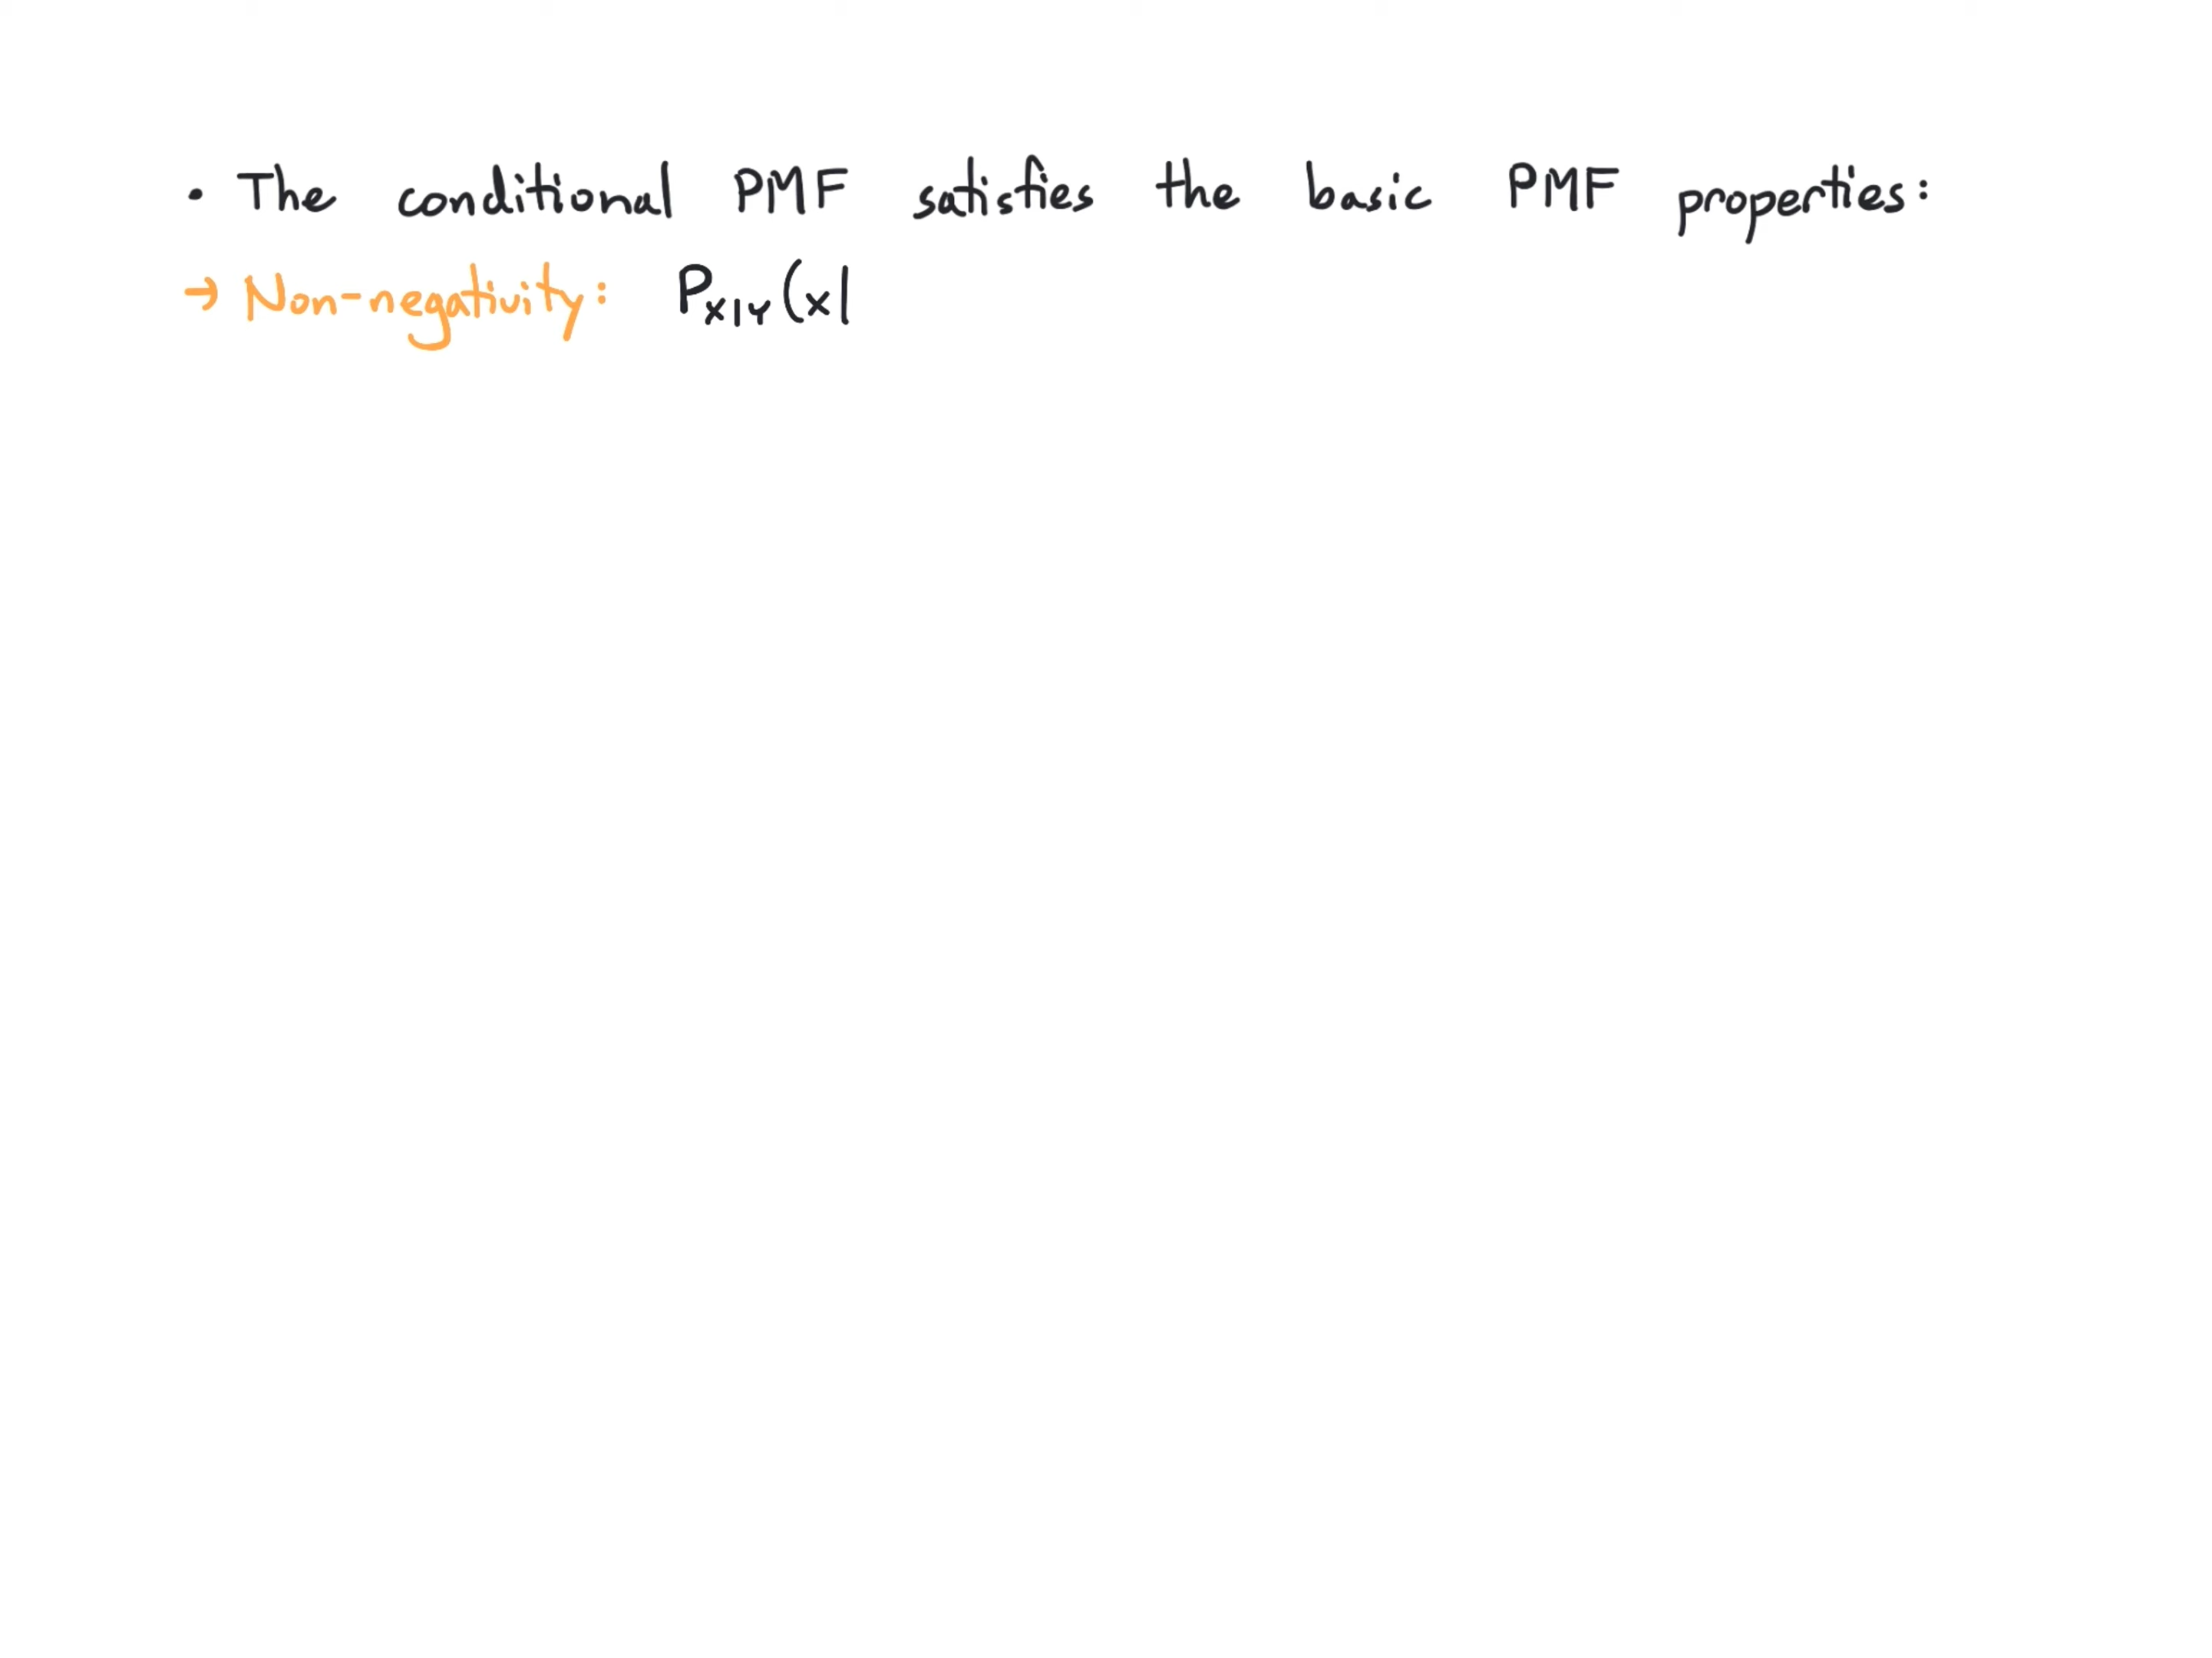 • The conditional PMF satisfies the basic PMF properties:
→ Non-negativity: P_{X|Y}(x|